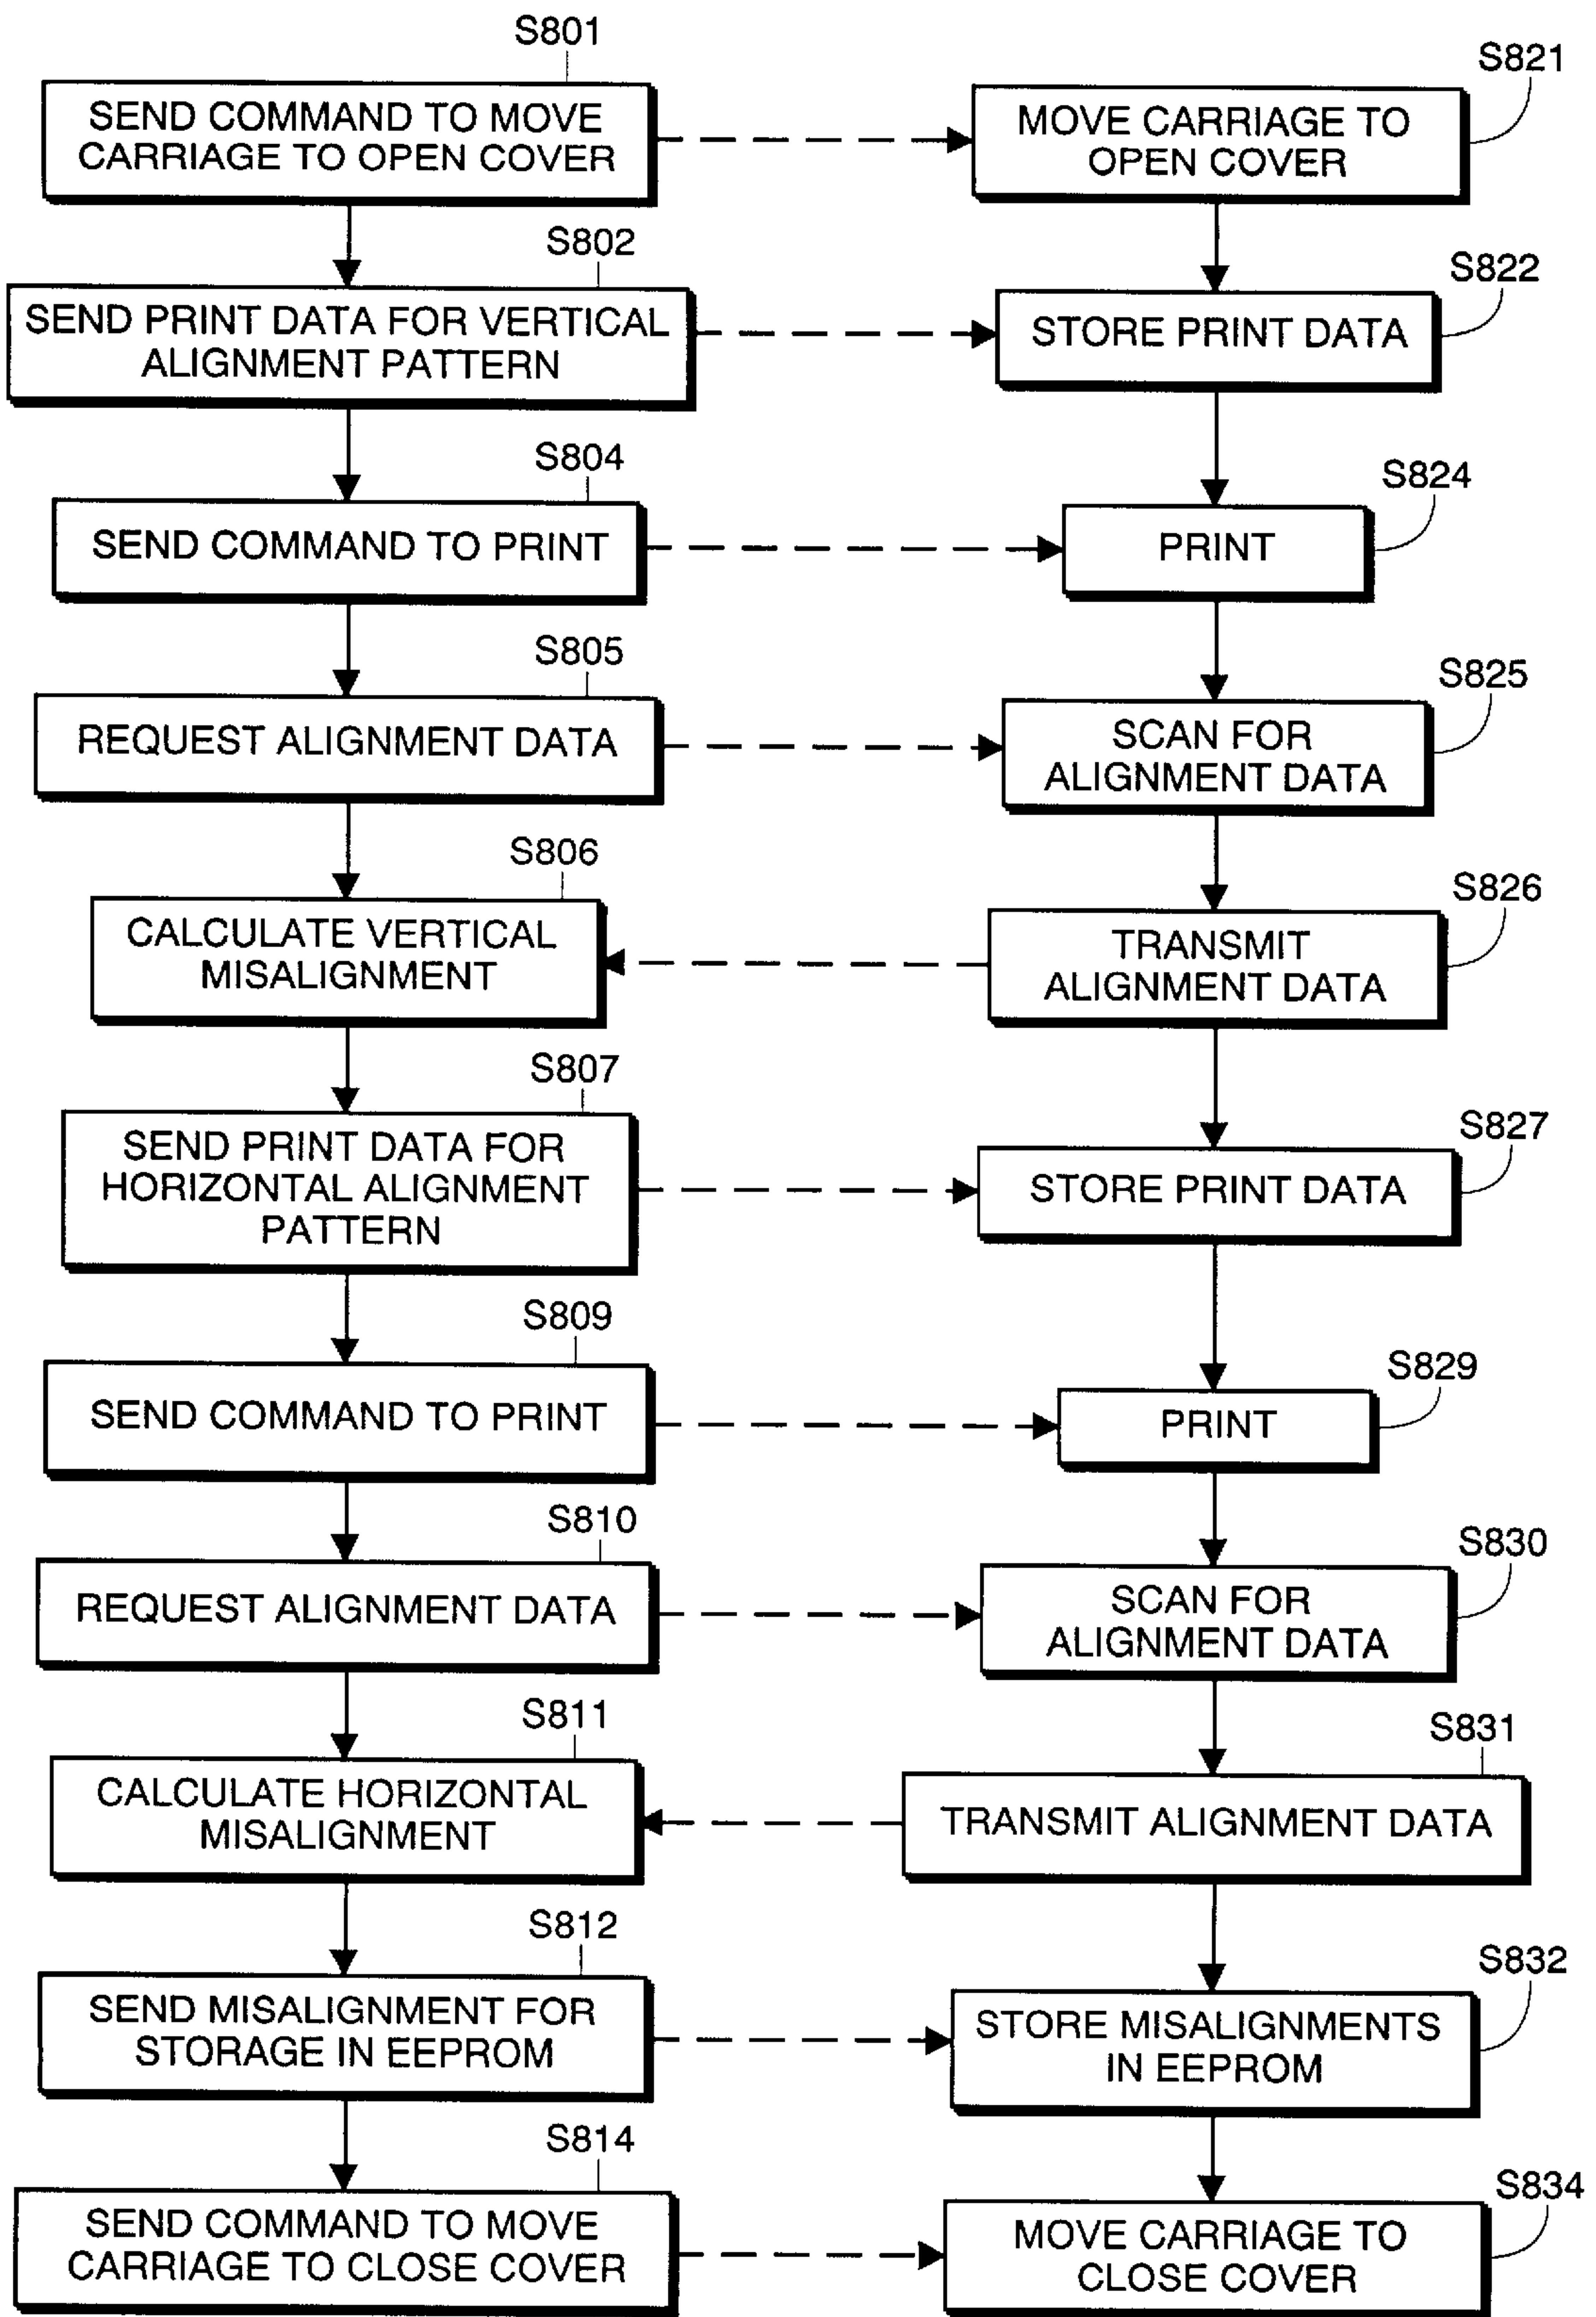 S801
SEND COMMAND TO MOVE
CARRIAGE TO OPEN COVER
S821
MOVE CARRIAGE TO
OPEN COVER
S802
SEND PRINT DATA FOR VERTICAL
ALIGNMENT PATTERN
S822
STORE PRINT DATA
S804
SEND COMMAND TO PRINT
S824
PRINT
S805
REQUEST ALIGNMENT DATA
S825
SCAN FOR
ALIGNMENT DATA
S806
CALCULATE VERTICAL
MISALIGNMENT
S826
TRANSMIT
ALIGNMENT DATA
S807
SEND PRINT DATA FOR
HORIZONTAL ALIGNMENT
PATTERN
S827
STORE PRINT DATA
S809
SEND COMMAND TO PRINT
S829
PRINT
S810
REQUEST ALIGNMENT DATA
S830
SCAN FOR
ALIGNMENT DATA
S811
CALCULATE HORIZONTAL
MISALIGNMENT
S831
TRANSMIT ALIGNMENT DATA
S812
SEND MISALIGNMENT FOR
STORAGE IN EEPROM
S832
STORE MISALIGNMENTS
IN EEPROM
S814
SEND COMMAND TO MOVE
CARRIAGE TO CLOSE COVER
S834
MOVE CARRIAGE TO
CLOSE COVER